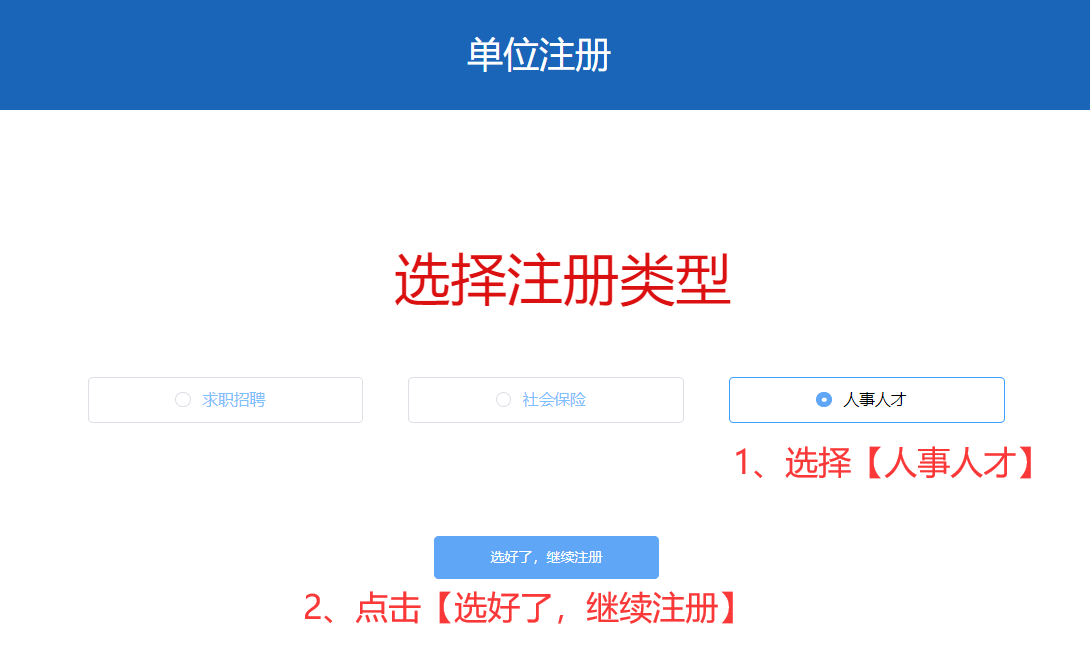 单位注册
选择注册类型
求职招聘
社会保险
人事人才
1、选择【人事人才】
选好了，继续注册
2、点击【选好了，继续注册】